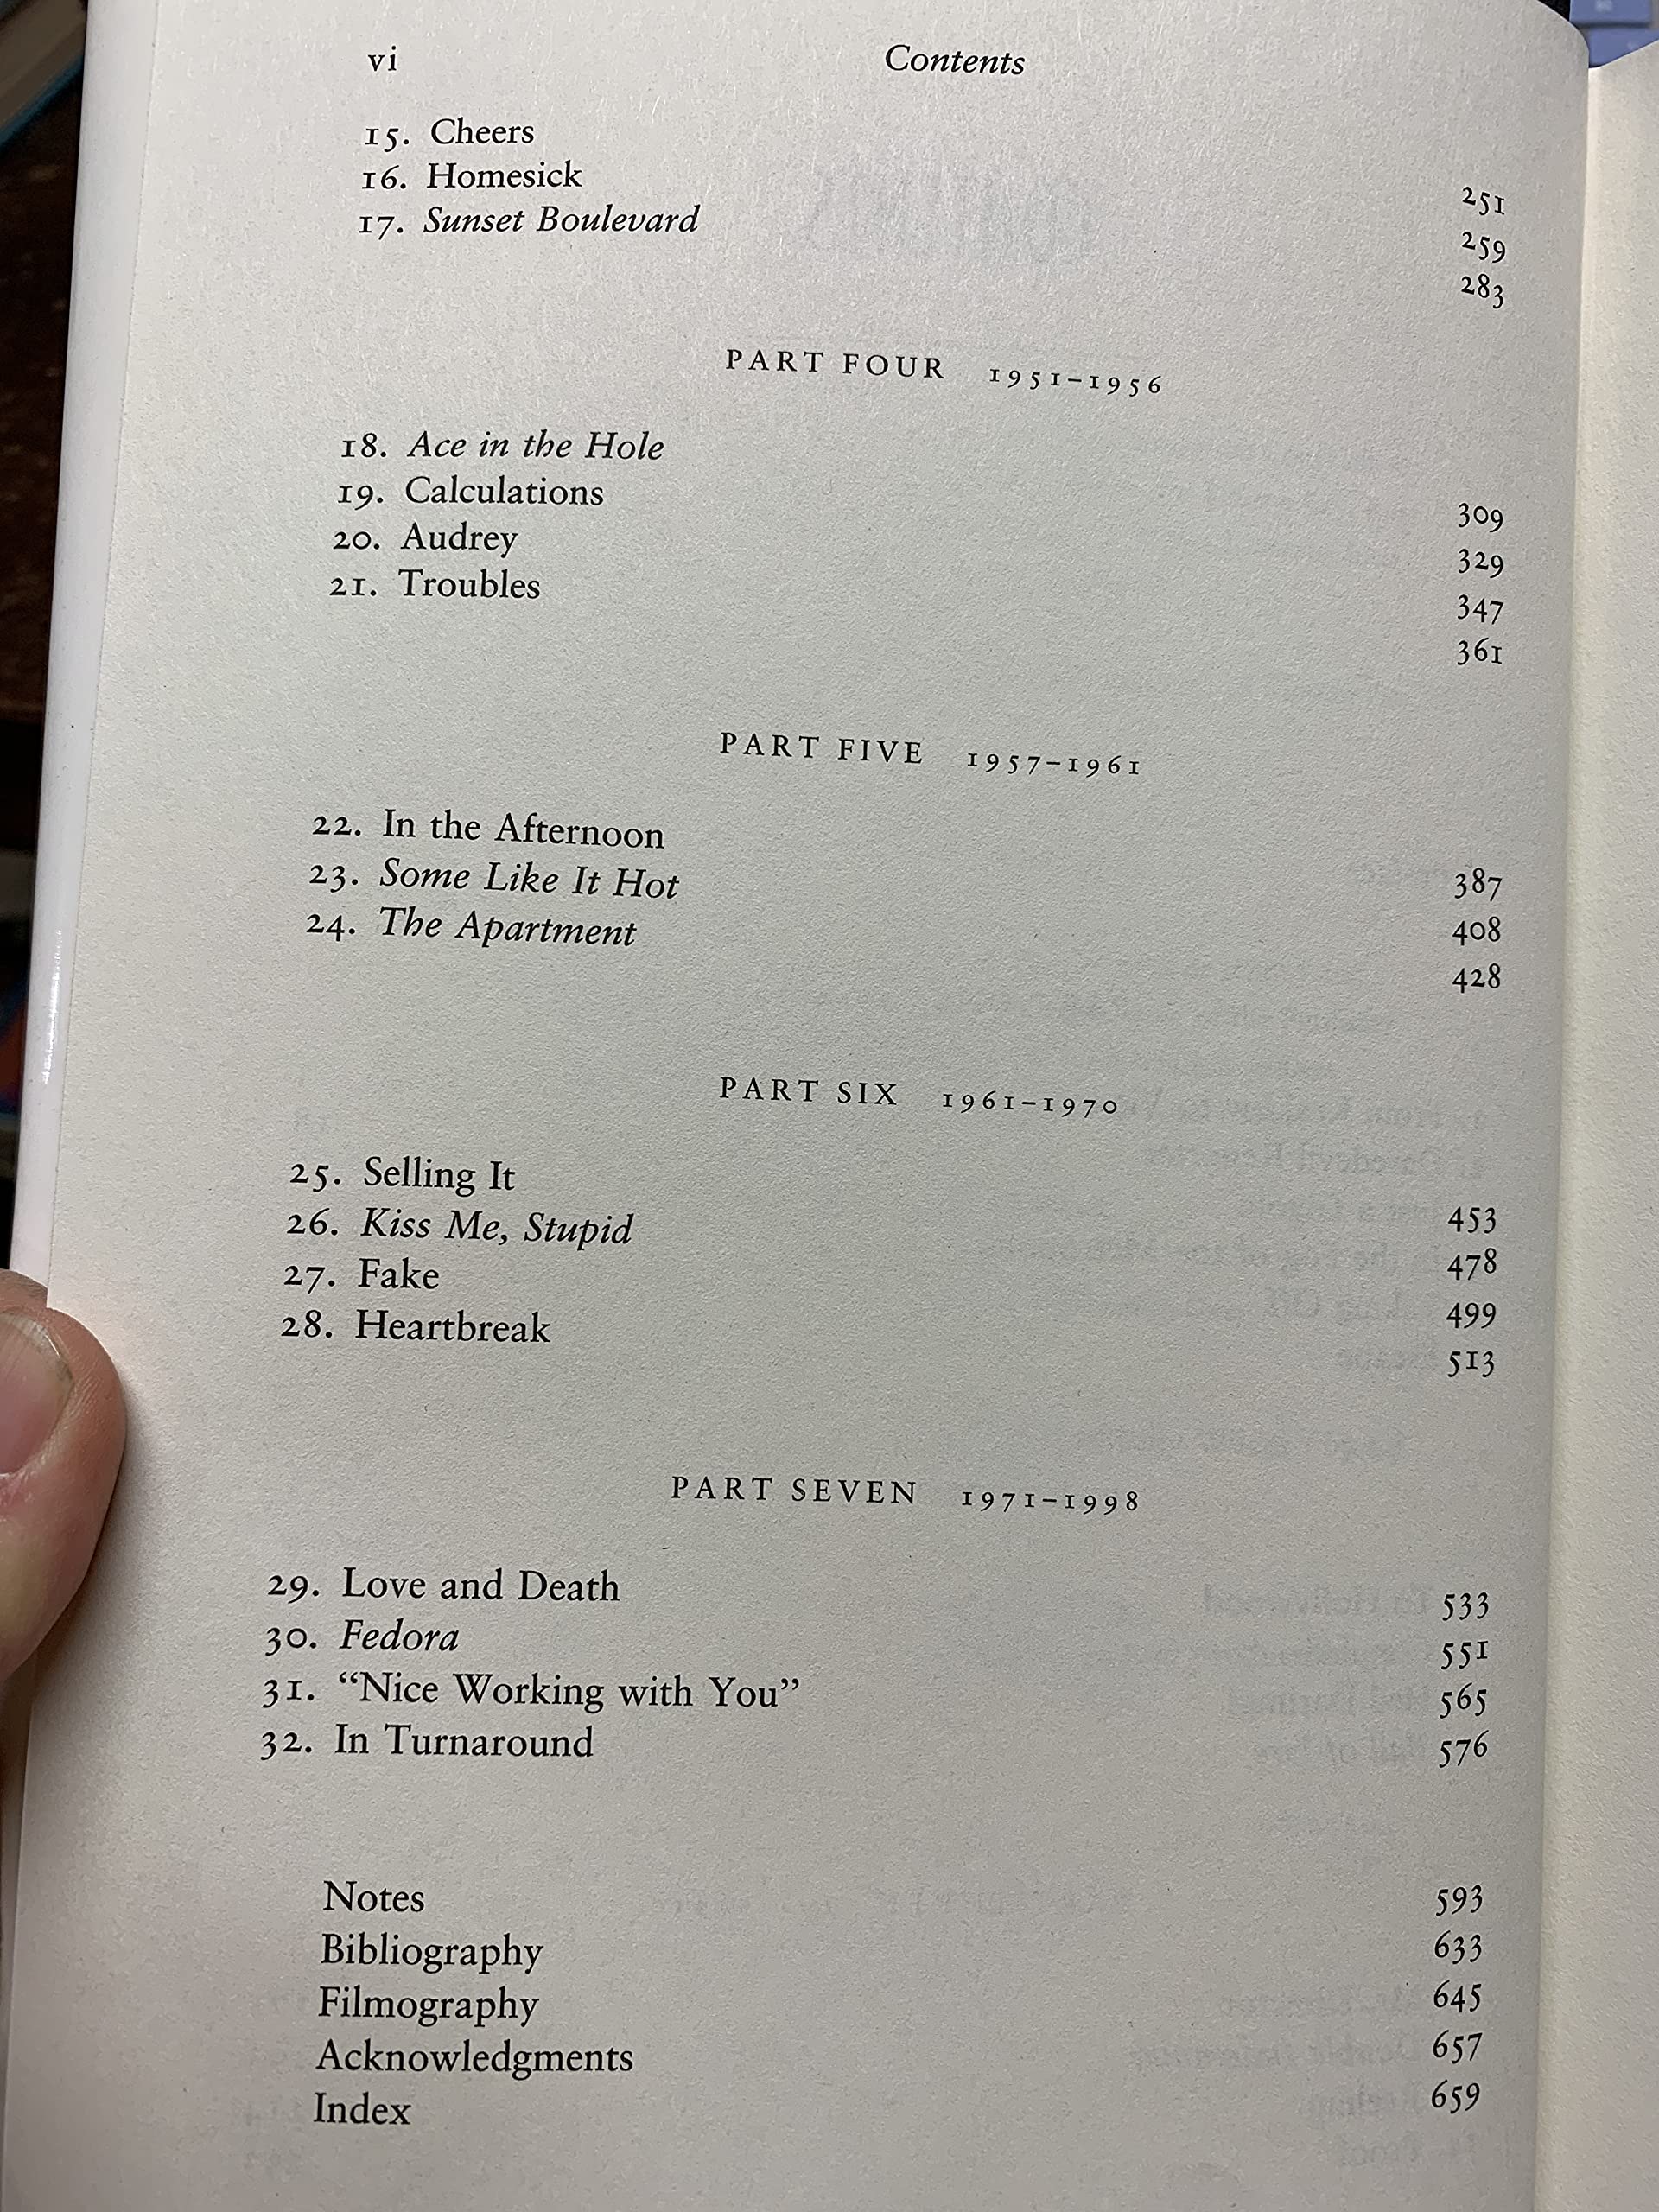 vi Contents
15. Cheers 251
16. Homesick 259
17. Sunset Boulevard 283
PART FOUR 1951–1956
18. Ace in the Hole 309
19. Calculations 329
20. Audrey 347
21. Troubles 361
PART FIVE 1957–1961
22. In the Afternoon 387
23. Some Like It Hot 408
24. The Apartment 428
PART SIX 1961–1970
25. Selling It 453
26. Kiss Me, Stupid 478
27. Fake 499
28. Heartbreak 513
PART SEVEN 1971–1998
29. Love and Death 533
30. Fedora 551
31. “Nice Working with You” 565
32. In Turnaround 576
Notes 593
Bibliography 633
Filmography 645
Acknowledgments 657
Index 659